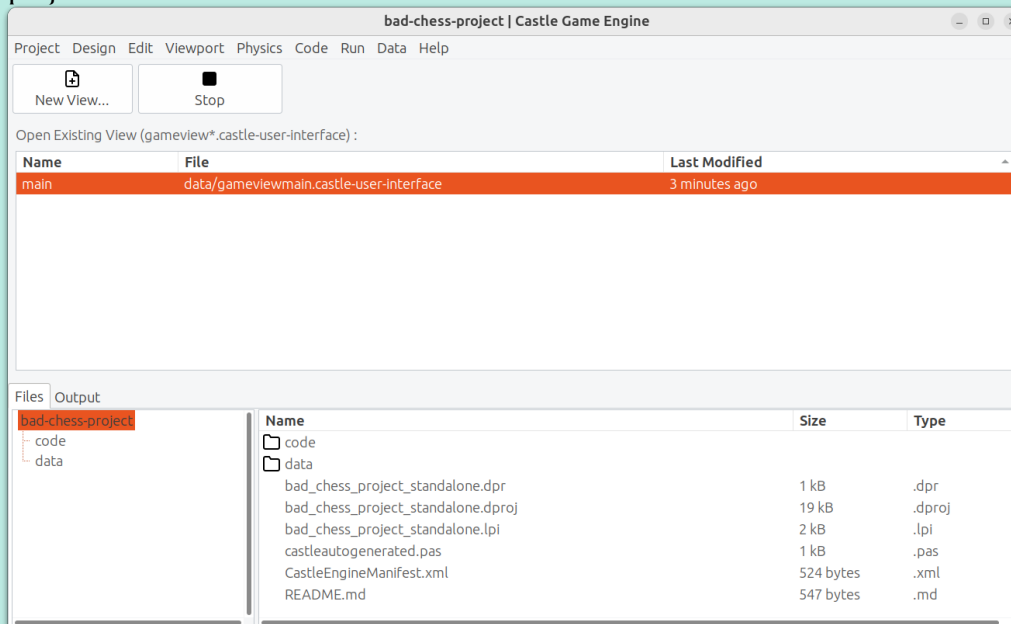 bad-chess-project | Castle Game Engine
Project Design Edit Viewport Physics Code Run Data Help
New View... Stop
Open Existing View (gameview*.castle-user-interface) :
Name File Last Modified
main data/gameviewmain.castle-user-interface 3 minutes ago
Files Output
bad-chess-project
code
data
Name Size Type
code
data
bad_chess_project_standalone.dpr 1 kB .dpr
bad_chess_project_standalone.dproj 19 kB .dproj
bad_chess_project_standalone.lpi 2 kB .lpi
castleautogenerated.pas 1 kB .pas
CastleEngineManifest.xml 524 bytes .xml
README.md 547 bytes .md